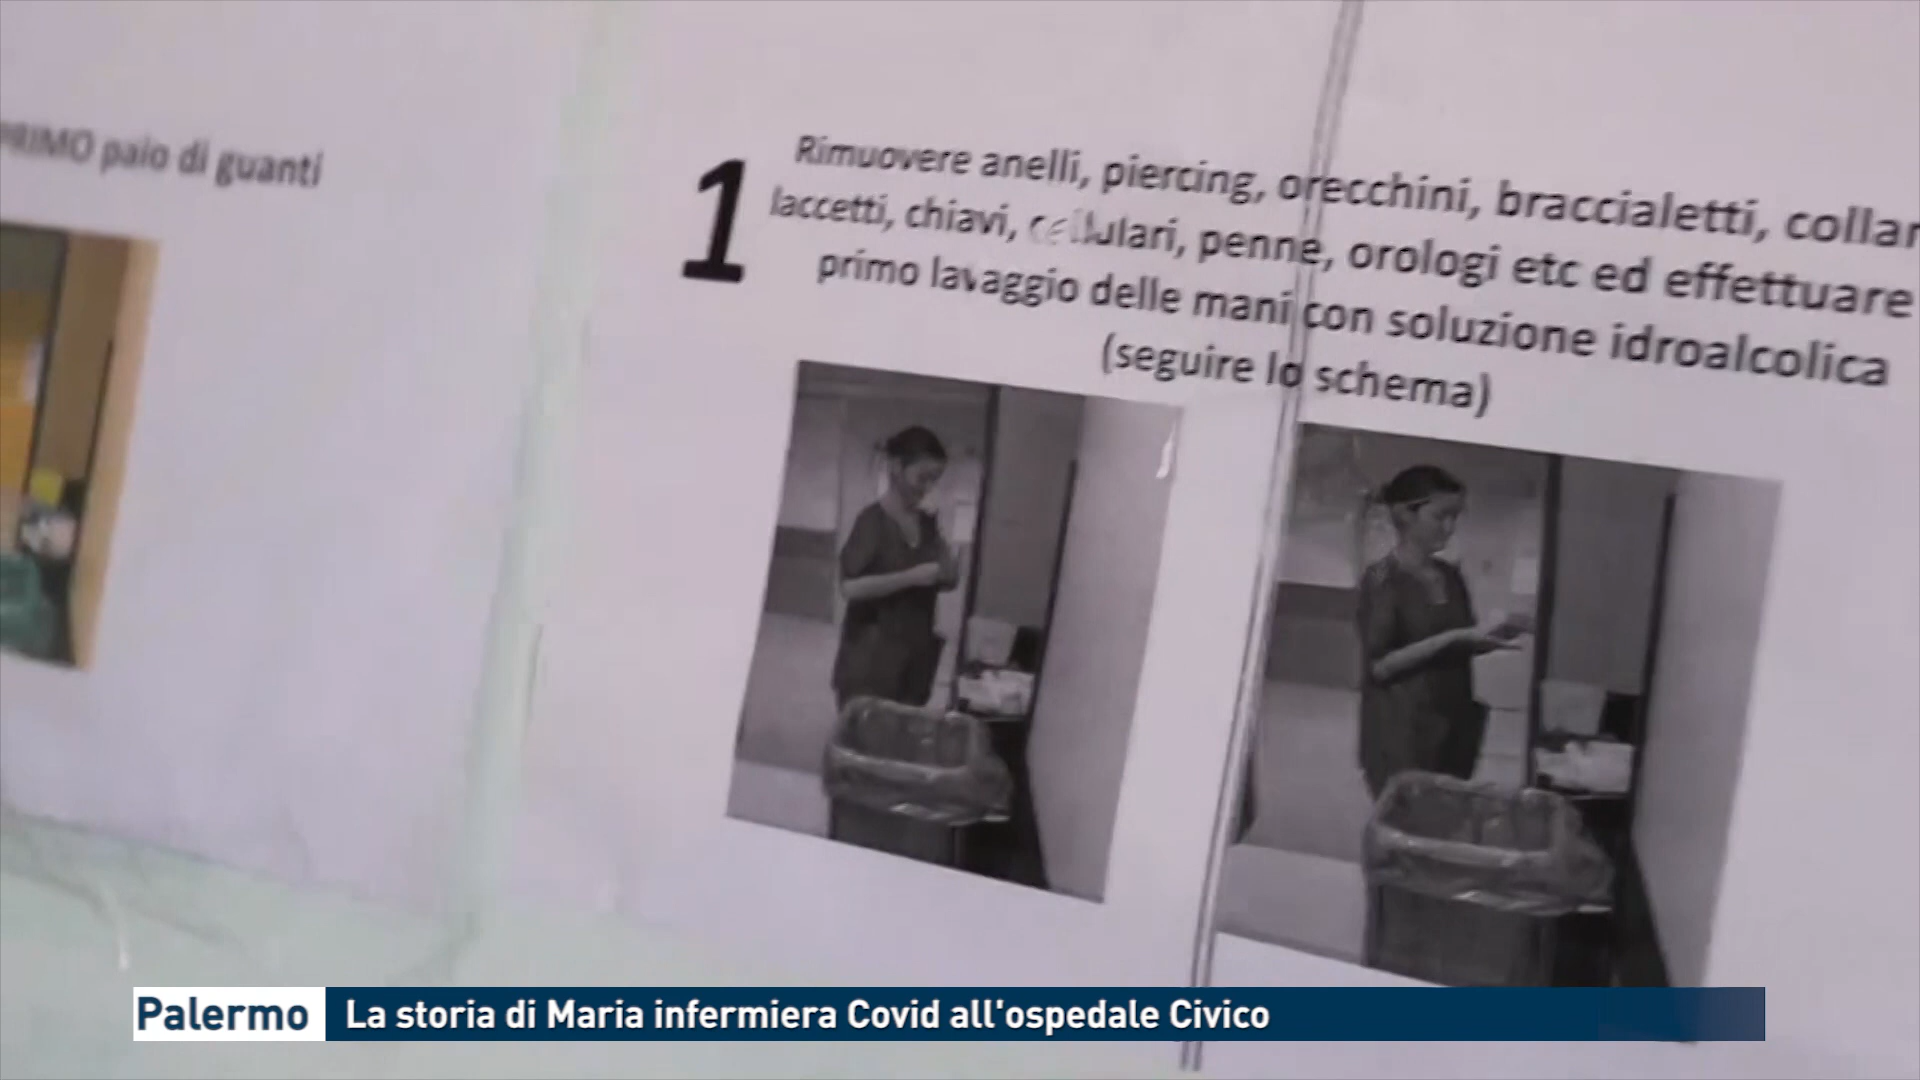 PRIMO paio di guanti
1
Rimuovere anelli, piercing, orecchini, braccialetti,
laccetti, chiavi, cellulari, penne, orologi etc ed effettuare
primo lavaggio delle mani con soluzione idroalcolica
(seguire lo schema)
Palermo
La storia di Maria infermiera Covid all'ospedale Civico